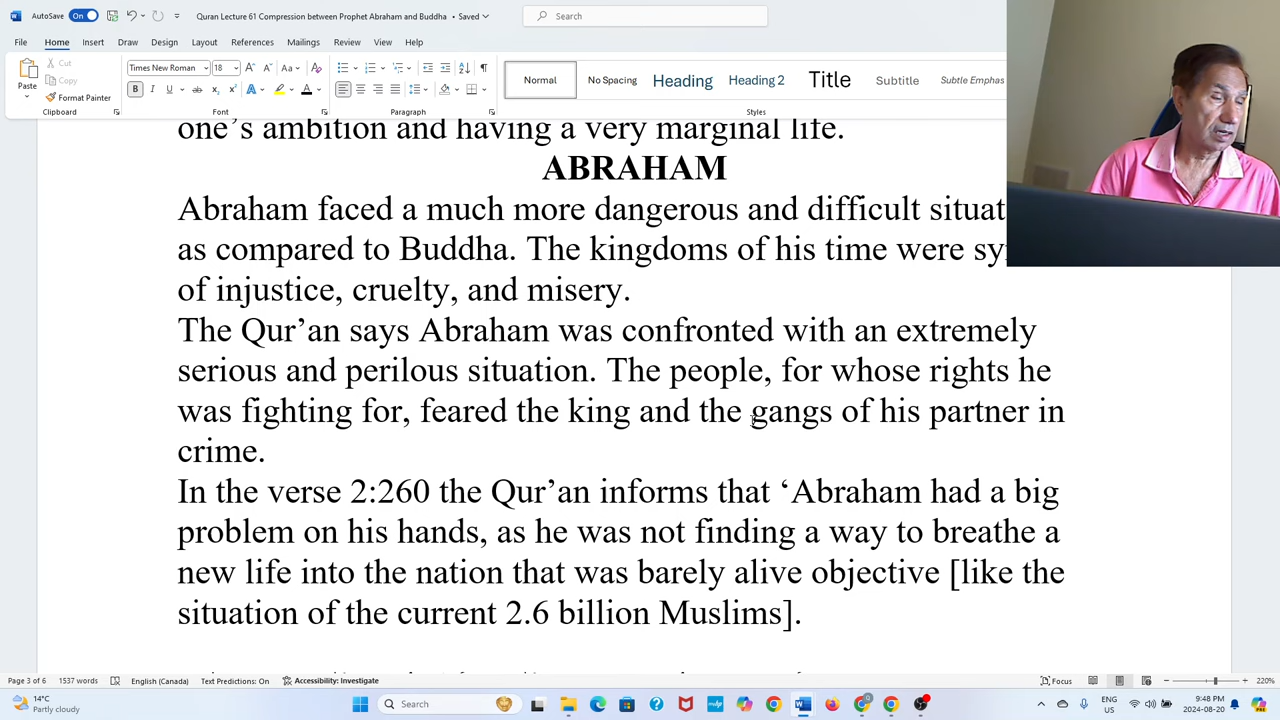 AutoSave On Quran Lecture 61 Compression between Prophet Abraham and Buddha • Saved Search
File Home Insert Draw Design Layout References Mailings Review View Help
Paste Cut Copy Format Painter Clipboard
Times New Roman 18 Font
Paragraph
Normal No Spacing Heading Heading 2 Title Subtitle Subtle Emphas
Styles
one’s ambition and having a very marginal life.
ABRAHAM
Abraham faced a much more dangerous and difficult situat
as compared to Buddha. The kingdoms of his time were sy
of injustice, cruelty, and misery.
The Qur’an says Abraham was confronted with an extremely
serious and perilous situation. The people, for whose rights he
was fighting for, feared the king and the gangs of his partner in
crime.
In the verse 2:260 the Qur’an informs that ‘Abraham had a big
problem on his hands, as he was not finding a way to breathe a
new life into the nation that was barely alive objective [like the
situation of the current 2.6 billion Muslims].
Page 3 of 6 1537 words English (Canada) Text Predictions: On Accessibility: Investigate Focus 220%
14°C
Partly cloudy
Search
ENG
US
9:48 PM
2024-08-20